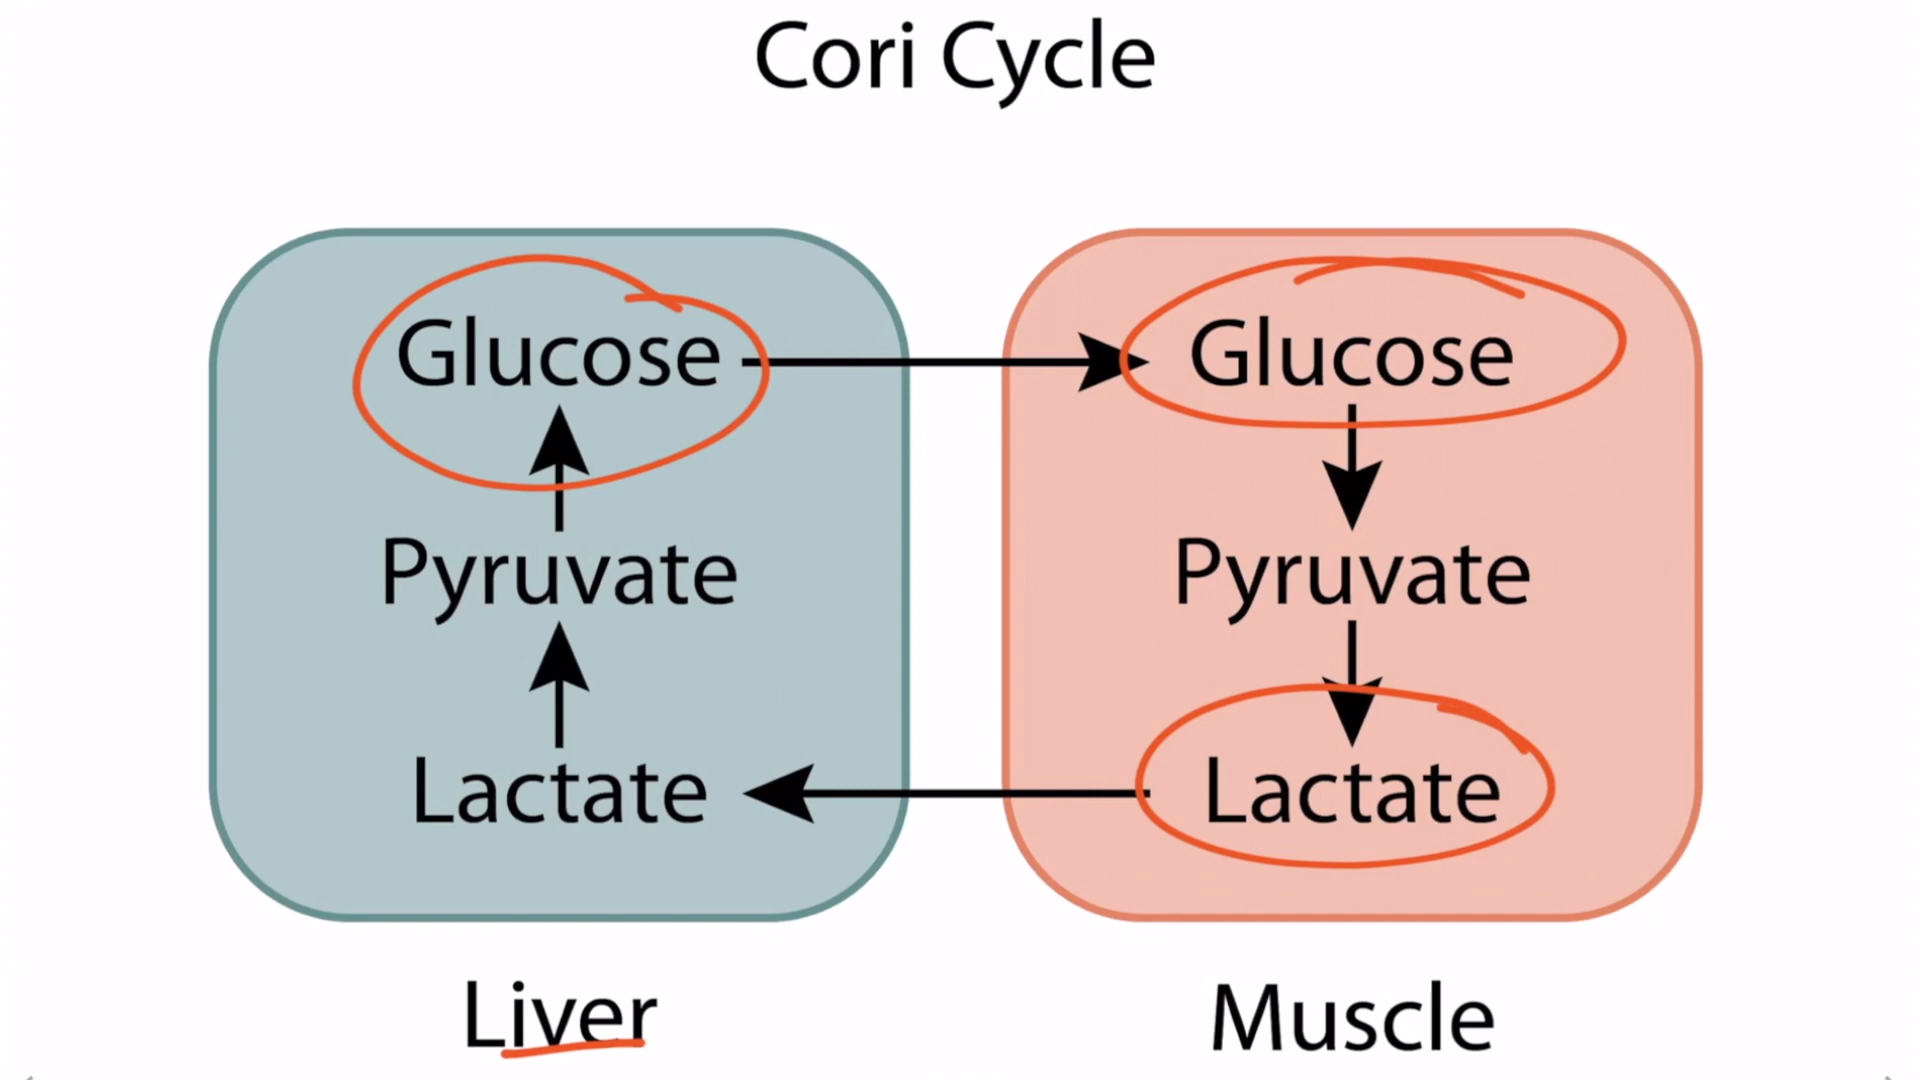 Cori Cycle
Glucose
Glucose
Pyruvate
Pyruvate
Lactate
Lactate
Liver
Muscle